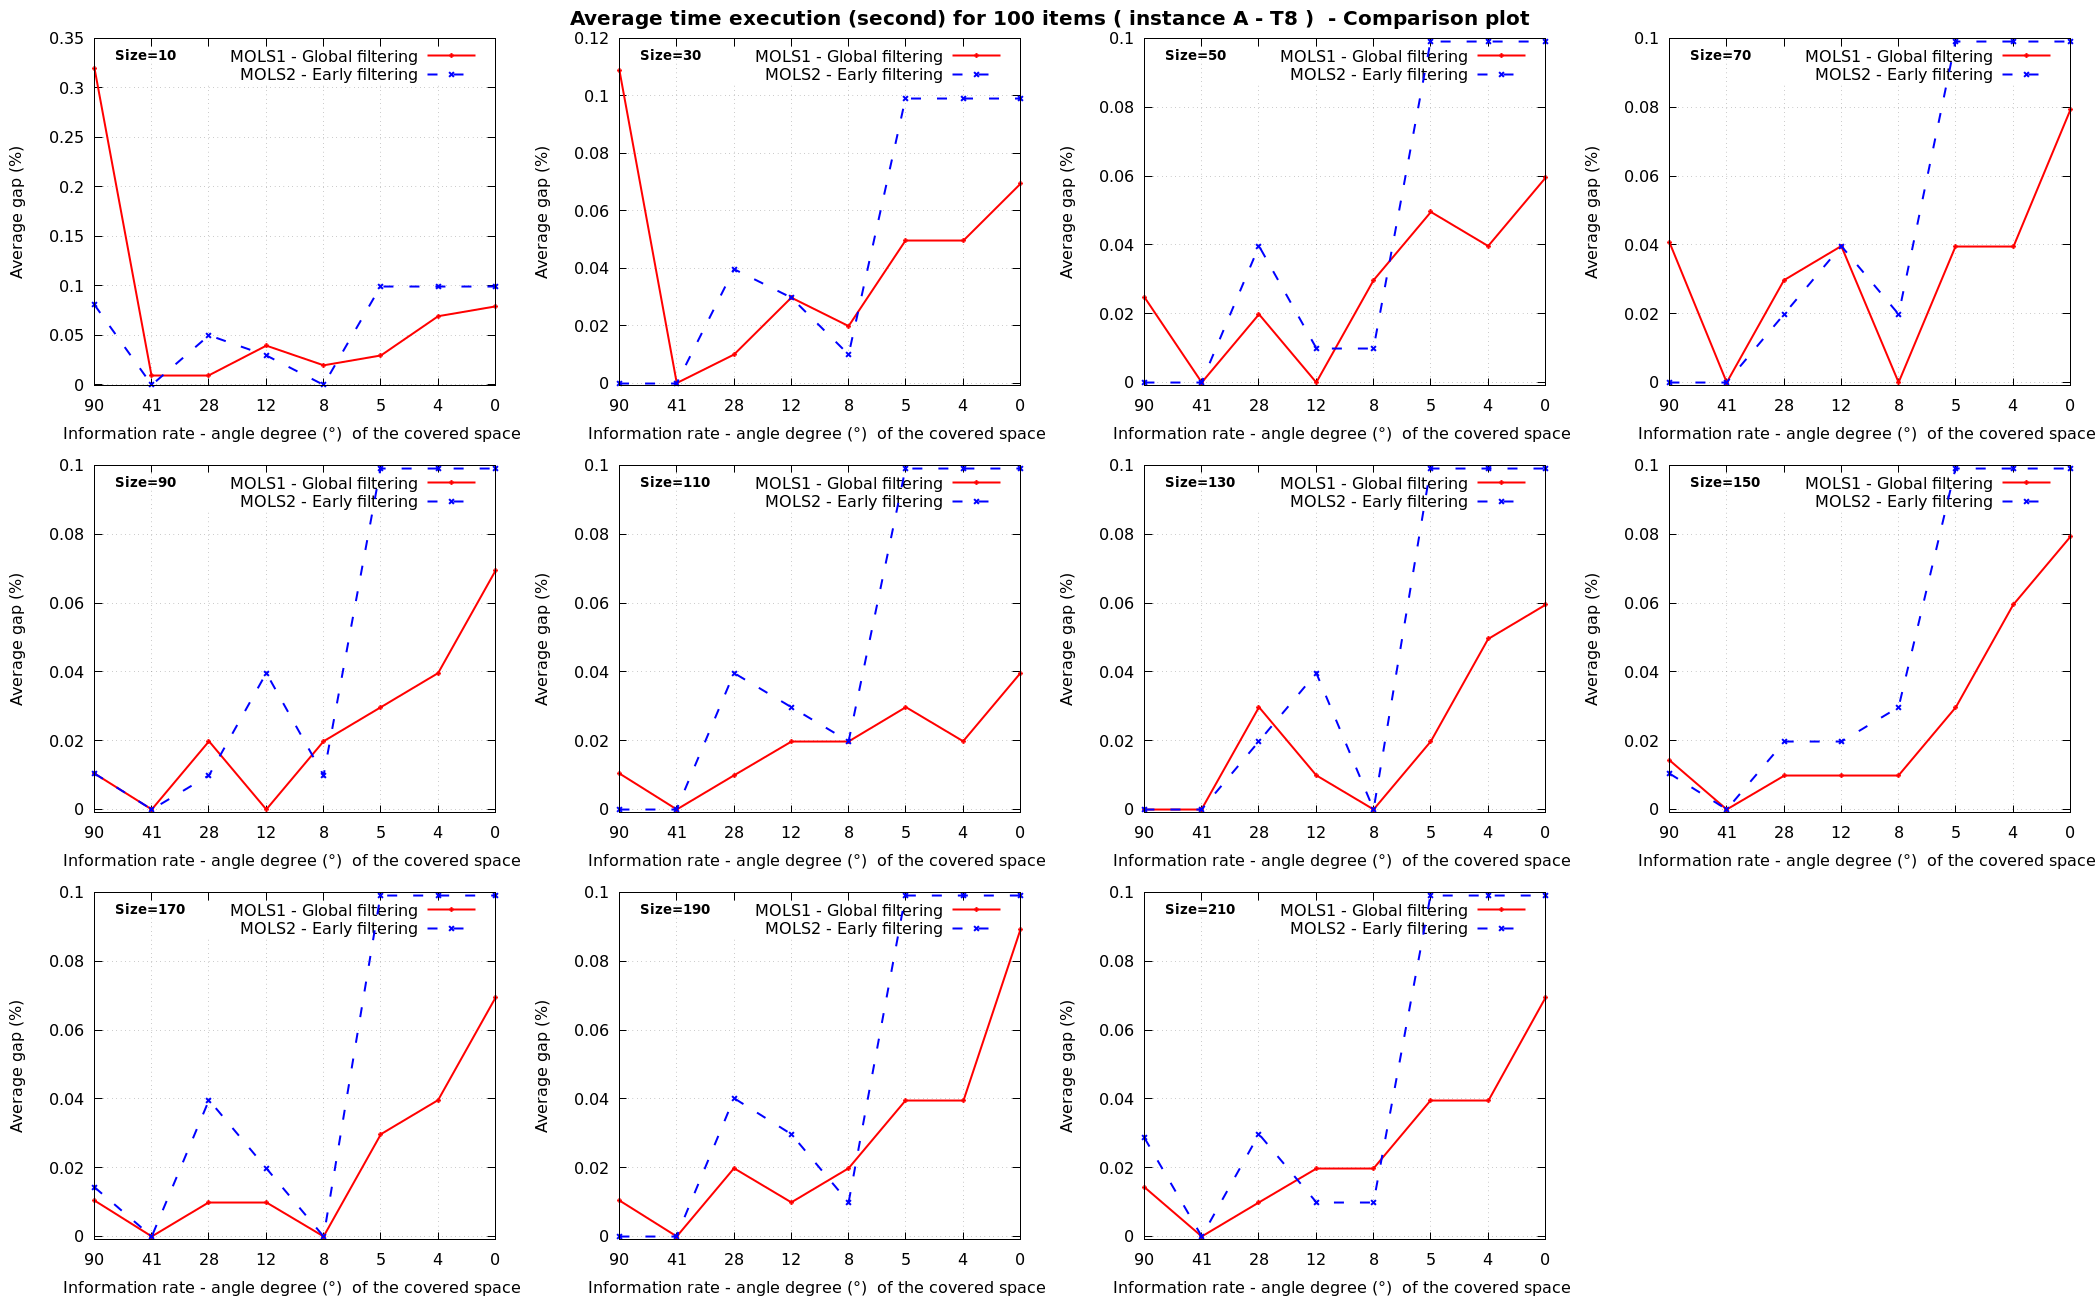 Average time execution (second) for 100 items ( instance A - T8 )  - Comparison plot
Size=10
MOLS1 - Global filtering
MOLS2 - Early filtering
Average gap (%)
0.35
0.3
0.25
0.2
0.15
0.1
0.05
0
90 41 28 12 8 5 4 0
Information rate - angle degree (°)  of the covered space
Size=30
MOLS1 - Global filtering
MOLS2 - Early filtering
Average gap (%)
0.12
0.1
0.08
0.06
0.04
0.02
0
90 41 28 12 8 5 4 0
Information rate - angle degree (°)  of the covered space
Size=50
MOLS1 - Global filtering
MOLS2 - Early filtering
Average gap (%)
0.1
0.08
0.06
0.04
0.02
0
90 41 28 12 8 5 4 0
Information rate - angle degree (°)  of the covered space
Size=70
MOLS1 - Global filtering
MOLS2 - Early filtering
Average gap (%)
0.1
0.08
0.06
0.04
0.02
0
90 41 28 12 8 5 4 0
Information rate - angle degree (°)  of the covered space
Size=90
MOLS1 - Global filtering
MOLS2 - Early filtering
Average gap (%)
0.1
0.08
0.06
0.04
0.02
0
90 41 28 12 8 5 4 0
Information rate - angle degree (°)  of the covered space
Size=110
MOLS1 - Global filtering
MOLS2 - Early filtering
Average gap (%)
0.1
0.08
0.06
0.04
0.02
0
90 41 28 12 8 5 4 0
Information rate - angle degree (°)  of the covered space
Size=130
MOLS1 - Global filtering
MOLS2 - Early filtering
Average gap (%)
0.1
0.08
0.06
0.04
0.02
0
90 41 28 12 8 5 4 0
Information rate - angle degree (°)  of the covered space
Size=150
MOLS1 - Global filtering
MOLS2 - Early filtering
Average gap (%)
0.1
0.08
0.06
0.04
0.02
0
90 41 28 12 8 5 4 0
Information rate - angle degree (°)  of the covered space
Size=170
MOLS1 - Global filtering
MOLS2 - Early filtering
Average gap (%)
0.1
0.08
0.06
0.04
0.02
0
90 41 28 12 8 5 4 0
Information rate - angle degree (°)  of the covered space
Size=190
MOLS1 - Global filtering
MOLS2 - Early filtering
Average gap (%)
0.1
0.08
0.06
0.04
0.02
0
90 41 28 12 8 5 4 0
Information rate - angle degree (°)  of the covered space
Size=210
MOLS1 - Global filtering
MOLS2 - Early filtering
Average gap (%)
0.1
0.08
0.06
0.04
0.02
0
90 41 28 12 8 5 4 0
Information rate - angle degree (°)  of the covered space